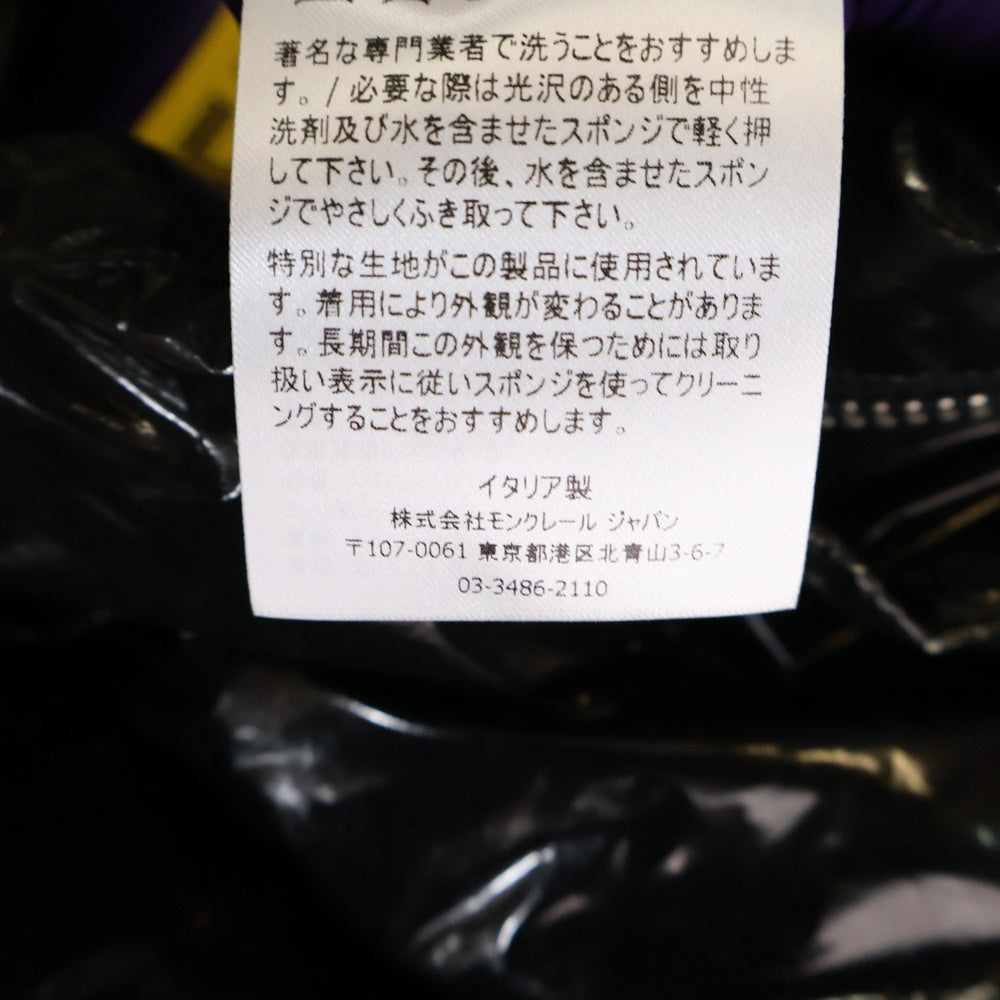 著名な専門業者で洗うことをおすすめしま
す。/ 必要な際は光沢のある側を中性
洗剤及び水を含ませたスポンジで軽く押
して下さい。その後、水を含ませたスポン
ジでやさしくふき取って下さい。
特別な生地がこの製品に使用されていま
す。着用により外観が変わることがありま
す。長期間この外観を保つためには取り
扱い表示に従いスポンジを使ってクリーニ
ングすることをおすすめします。
イタリア製
株式会社モンクレール ジャパン
〒107-0061 東京都港区北青山3-6-7
03-3486-2110